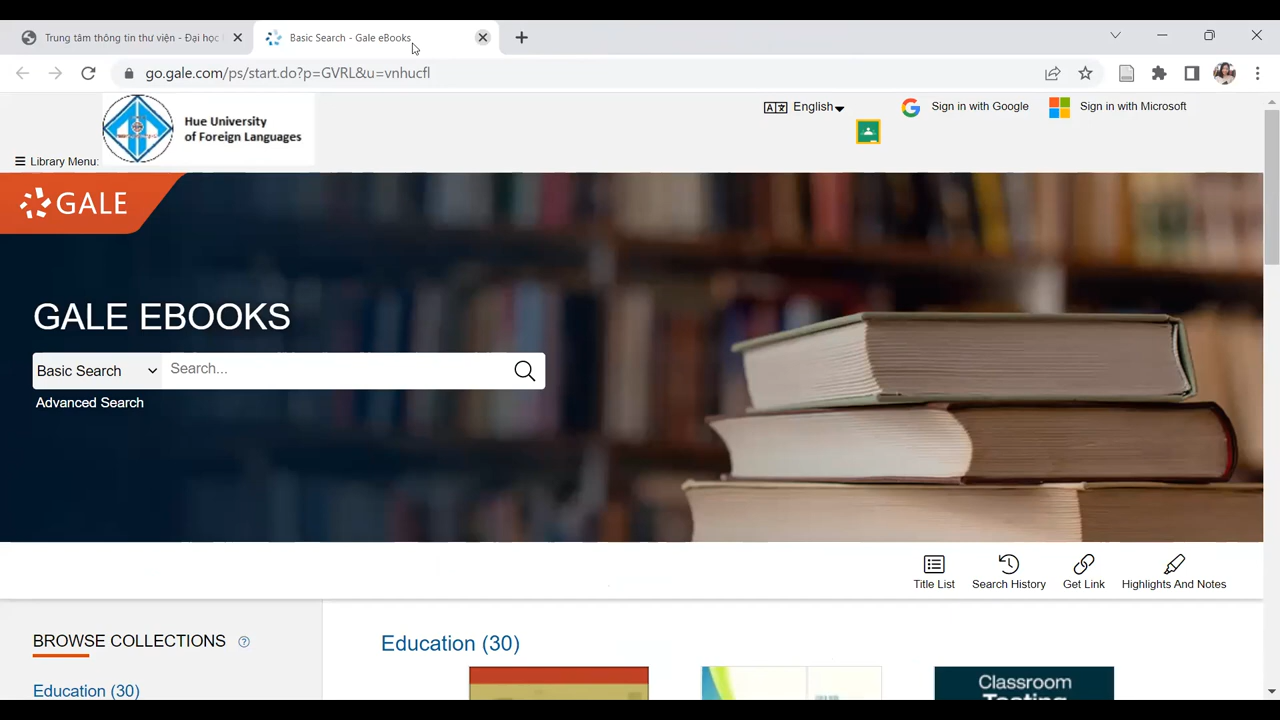 Trung tâm thông tin thư viện - Đại học
Basic Search - Gale eBooks
go.gale.com/ps/start.do?p=GVRL&u=vnhucfl
Hue University
of Foreign Languages
English
Sign in with Google
Sign in with Microsoft
Library Menu:
GALE
GALE EBOOKS
Basic Search
Search...
Advanced Search
Title List
Search History
Get Link
Highlights And Notes
BROWSE COLLECTIONS
Education (30)
Education (30)
Classroom
Testing